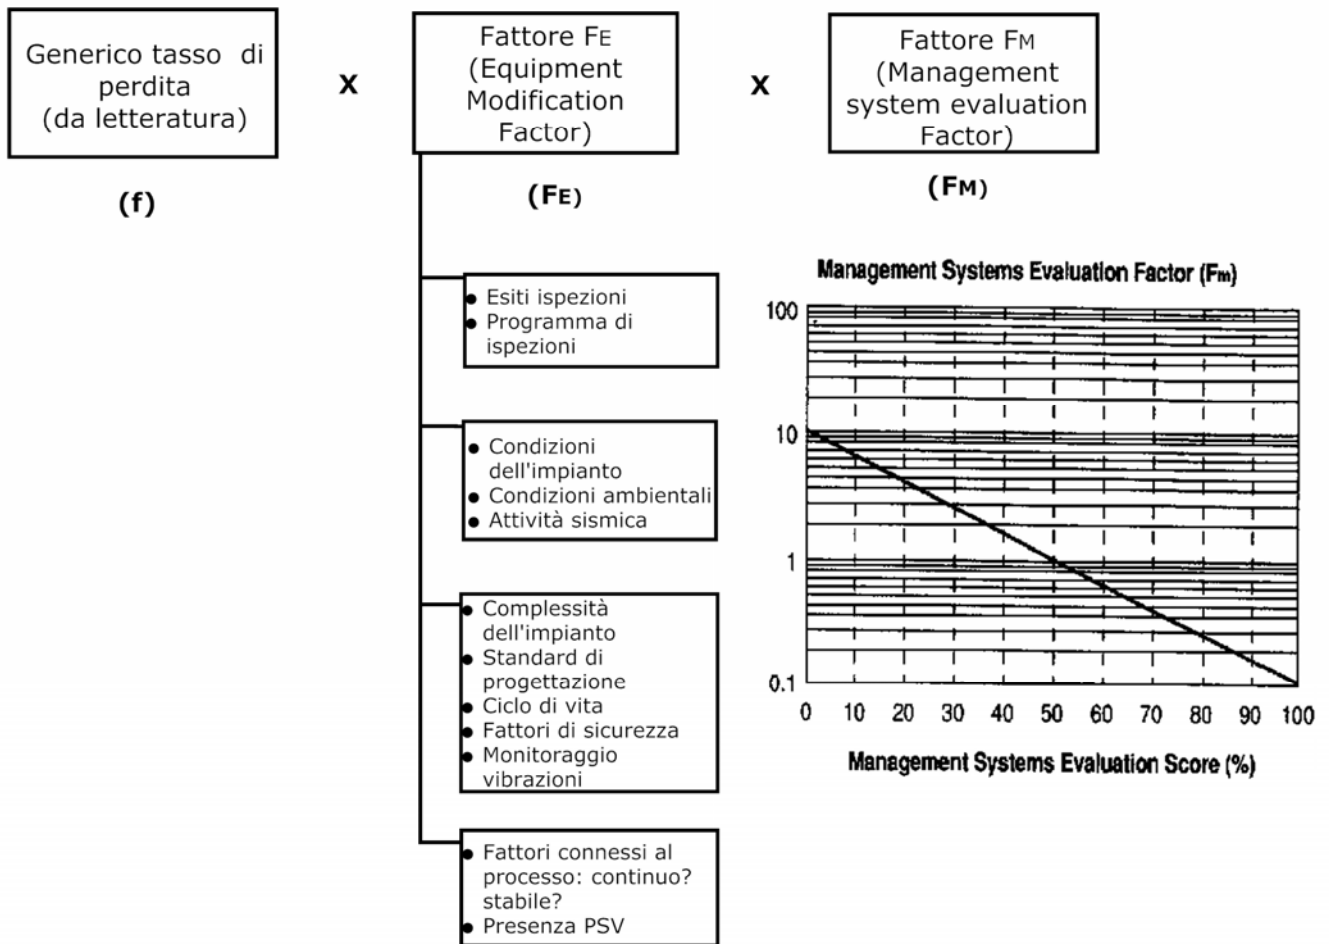 Generico tasso di
perdita
(da letteratura)
X
Fattore FE
(Equipment
Modification
Factor)
X
Fattore FM
(Management
system evaluation
Factor)
(f)
(FE)
(FM)
● Esiti ispezioni
● Programma di
ispezioni
● Condizioni
dell'impianto
● Condizioni ambientali
● Attività sismica
● Complessità
dell'impianto
● Standard di
progettazione
● Ciclo di vita
● Fattori di sicurezza
● Monitoraggio
vibrazioni
● Fattori connessi al
processo: continuo?
stabile?
● Presenza PSV
Management Systems Evaluation Factor (Fm)
100
10
1
0.1
0 10 20 30 40 50 60 70 80 90 100
Management Systems Evaluation Score (%)